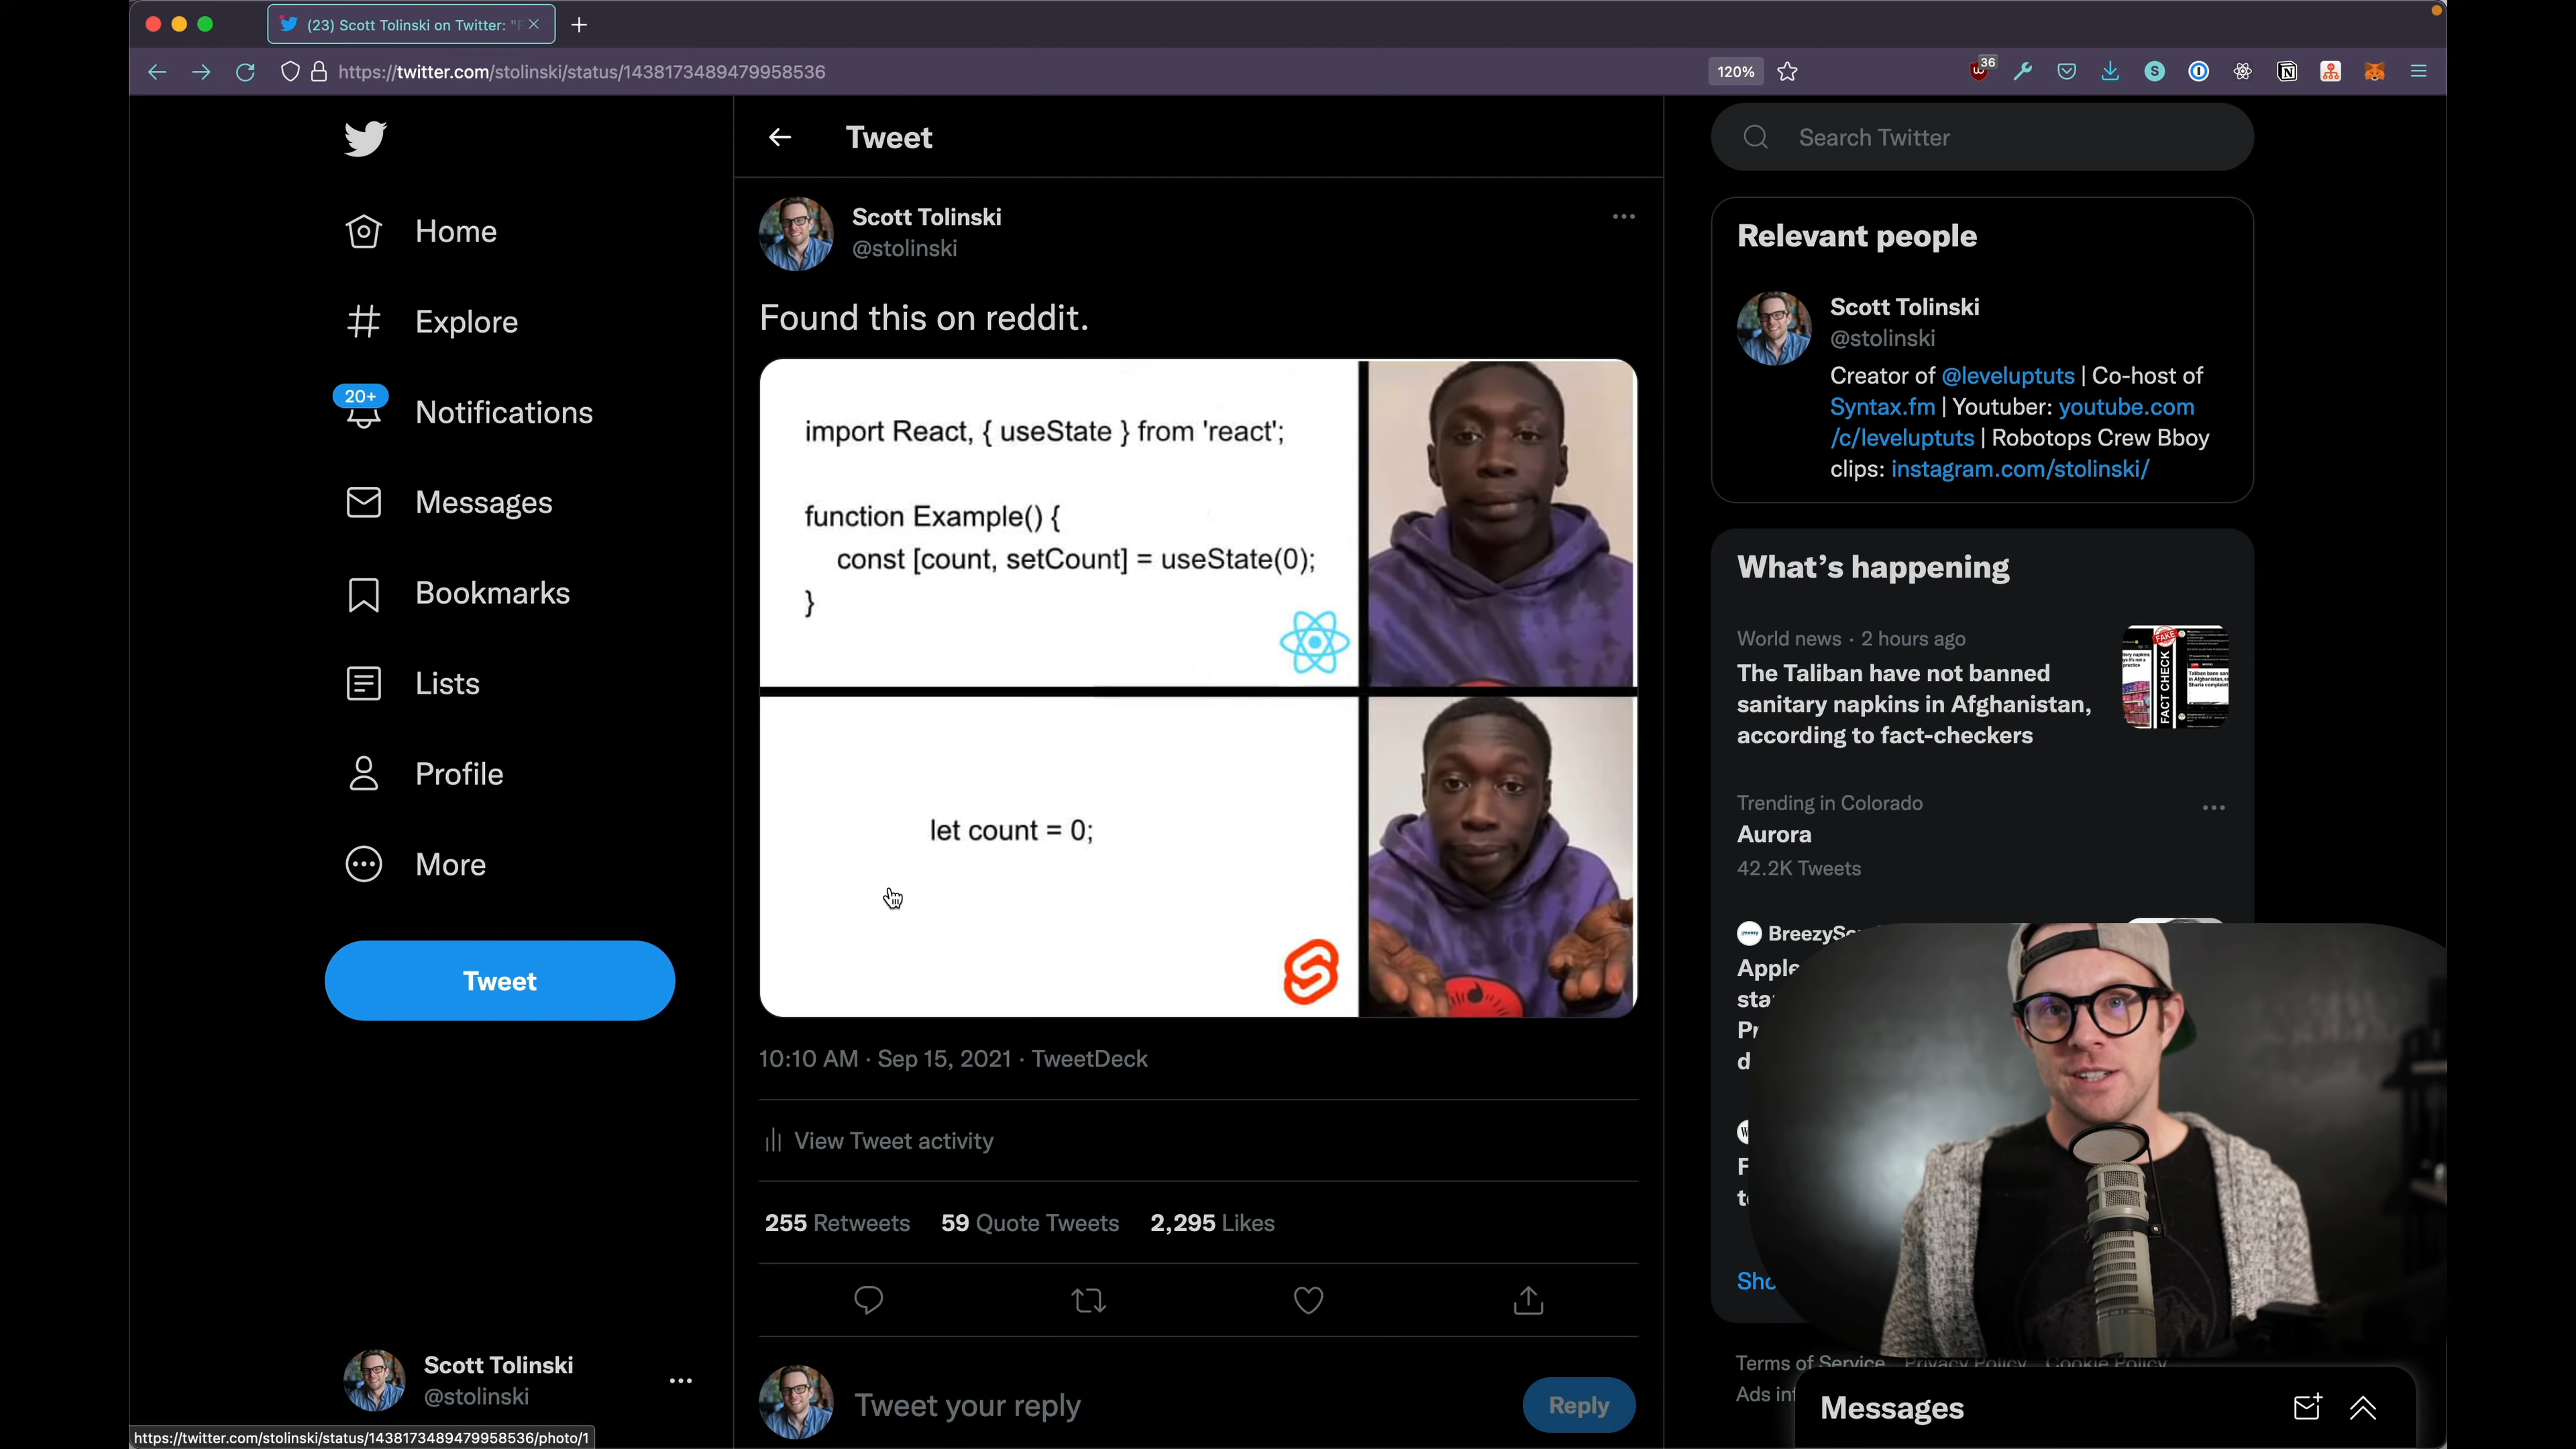 (23) Scott Tolinski on Twitter: "F
https://twitter.com/stolinski/status/1438173489479958536
120%
36
Home
Explore
20+
Notifications
Messages
Bookmarks
Lists
Profile
More
Tweet
Scott Tolinski
@stolinski
https://twitter.com/stolinski/status/1438173489479958536/photo/1
Tweet
Scott Tolinski
@stolinski
Found this on reddit.
import React, { useState } from 'react';
function Example() {
const [count, setCount] = useState(0);
}
let count = 0;
10:10 AM · Sep 15, 2021 · TweetDeck
View Tweet activity
255 Retweets 59 Quote Tweets 2,295 Likes
Tweet your reply
Reply
Search Twitter
Relevant people
Scott Tolinski
@stolinski
Creator of @leveluptuts | Co-host of
Syntax.fm | Youtuber: youtube.com
/c/leveluptuts | Robotops Crew Bboy
clips: instagram.com/stolinski/
What's happening
World news · 2 hours ago
The Taliban have not banned
sanitary napkins in Afghanistan,
according to fact-checkers
FAKE
FACT CHECK
Trending in Colorado
Aurora
42.2K Tweets
Apple
Terms of Service Privacy Policy Cookie Policy
Messages